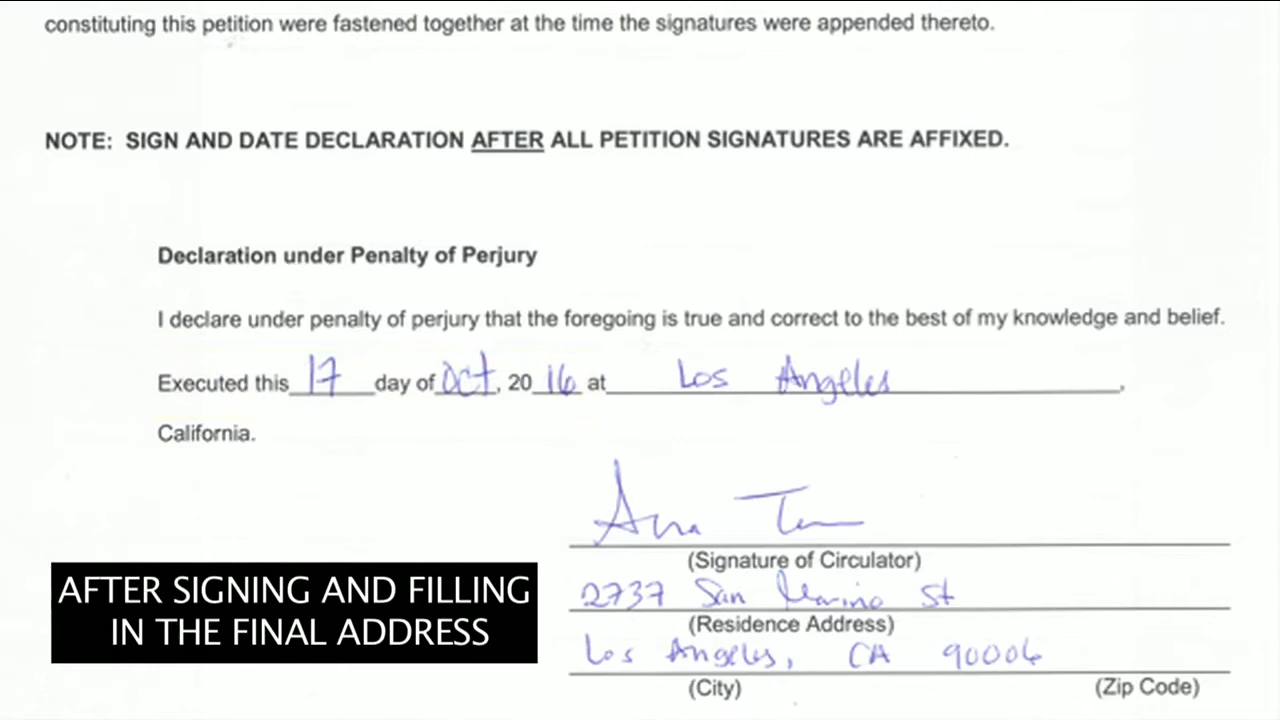 constituting this petition were fastened together at the time the signatures were appended thereto.
NOTE: SIGN AND DATE DECLARATION AFTER ALL PETITION SIGNATURES ARE AFFIXED.
Declaration under Penalty of Perjury
I declare under penalty of perjury that the foregoing is true and correct to the best of my knowledge and belief.
Executed this 17 day of Oct, 2016 at Los Angeles,
California.
Ana
(Signature of Circulator)
2737 San Marino St
(Residence Address)
Los Angeles, CA 90006
(City) (Zip Code)
AFTER SIGNING AND FILLING
IN THE FINAL ADDRESS